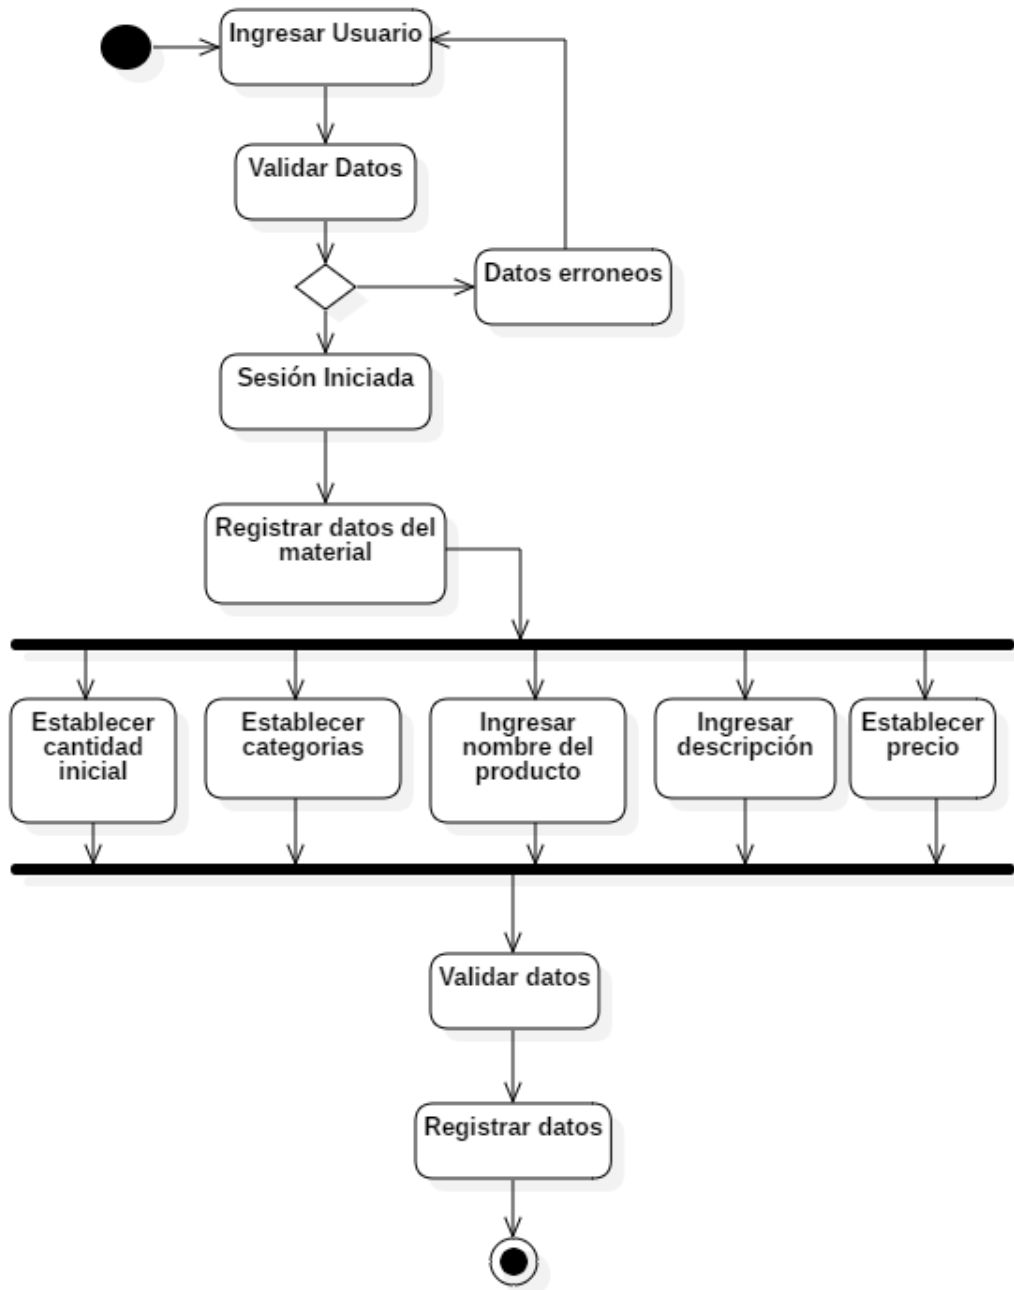 Ingresar Usuario
Validar Datos
Datos erroneos
Sesión Iniciada
Registrar datos del
material
Establecer
cantidad
inicial
Establecer
categorias
Ingresar
nombre del
producto
Ingresar
descripción
Establecer
precio
Validar datos
Registrar datos